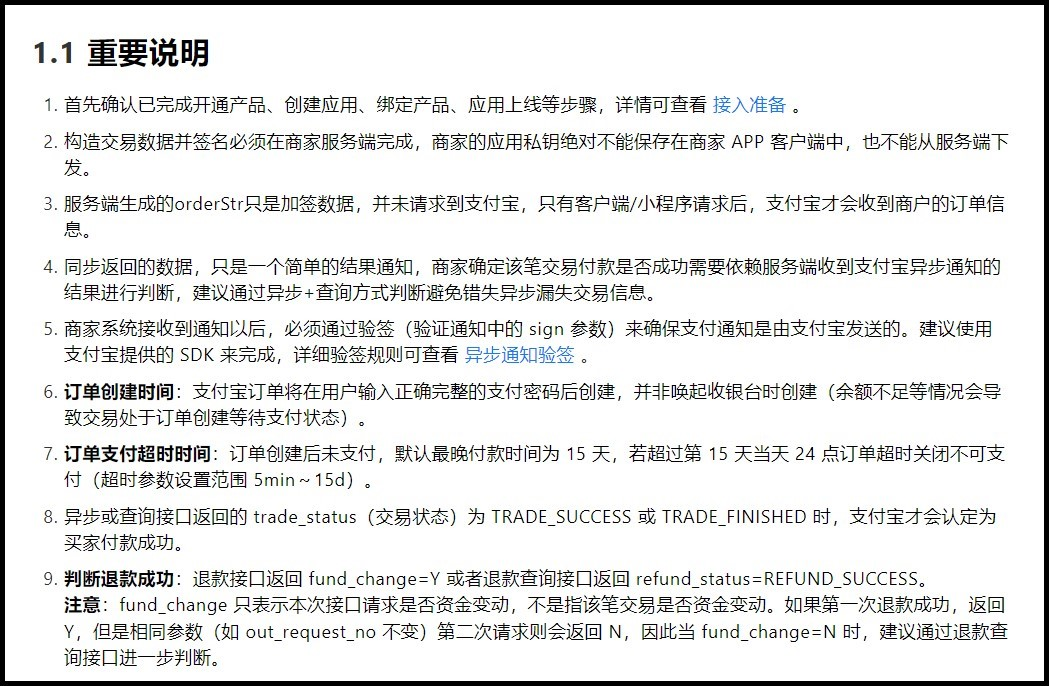 1.1 重要说明
1. 首先确认已完成开通产品、创建应用、绑定产品、应用上线等步骤，详情可查看 接入准备 。
2. 构造交易数据并签名必须在商家服务端完成，商家的应用私钥绝对不能保存在商家 APP 客户端中，也不能从服务端下
发。
3. 服务端生成的orderStr只是加签数据，并未请求到支付宝，只有客户端/小程序请求后，支付宝才会收到商户的订单信
息。
4. 同步返回的数据，只是一个简单的结果通知，商家确定该笔交易付款是否成功需要依赖服务端收到支付宝异步通知的
结果进行判断，建议通过异步+查询方式判断避免错失异步漏失交易信息。
5. 商家系统接收到通知以后，必须通过验签（验证通知中的 sign 参数）来确保支付通知是由支付宝发送的。建议使用
支付宝提供的 SDK 来完成，详细验签规则可查看 异步通知验签 。
6. 订单创建时间：支付宝订单将在用户输入正确完整的支付密码后创建，并非唤起收银台时创建（余额不足等情况会导
致交易处于订单创建等待支付状态）。
7. 订单支付超时时间：订单创建后未支付，默认最晚付款时间为 15 天，若超过第 15 天当天 24 点订单超时关闭不可支
付（超时参数设置范围 5min～15d）。
8. 异步或查询接口返回的 trade_status（交易状态）为 TRADE_SUCCESS 或 TRADE_FINISHED 时，支付宝才会认定为
买家付款成功。
9. 判断退款成功：退款接口返回 fund_change=Y 或者退款查询接口返回 refund_status=REFUND_SUCCESS。
注意：fund_change 只表示本次接口请求是否资金变动，不是指该笔交易是否资金变动。如果第一次退款成功，返回
Y，但是相同参数（如 out_request_no 不变）第二次请求则会返回 N，因此当 fund_change=N 时，建议通过退款查
询接口进一步判断。